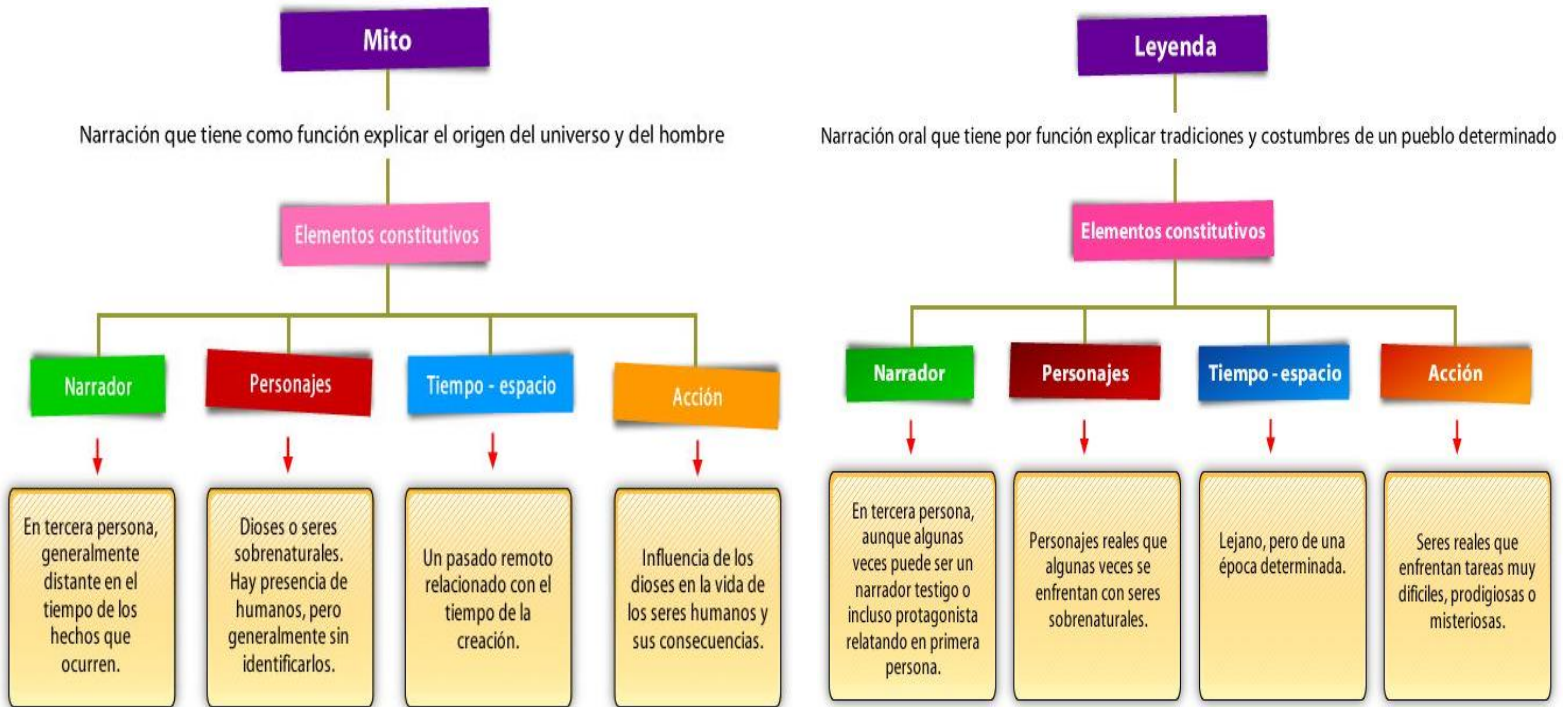 Mito
Narración que tiene como función explicar el origen del universo y del hombre
Elementos constitutivos
Narrador
Personajes
Tiempo - espacio
Acción
En tercera persona,
generalmente
distante en el
tiempo de los
hechos que
ocurren.
Dioses o seres
sobrenaturales.
Hay presencia de
humanos, pero
generalmente sin
identificarlos.
Un pasado remoto
relacionado con el
tiempo de la
creación.
Influencia de los
dioses en la vida de
los seres humanos y
sus consecuencias.
Leyenda
Narración oral que tiene por función explicar tradiciones y costumbres de un pueblo determinado
Elementos constitutivos
Narrador
Personajes
Tiempo - espacio
Acción
En tercera persona,
aunque algunas
veces puede ser un
narrador testigo o
incluso protagonista
relatando en primera
persona.
Personajes reales que
algunas veces se
enfrentan con seres
sobrenaturales.
Lejano, pero de una
época determinada.
Seres reales que
enfrentan tareas muy
difíciles, prodigiosas o
misteriosas.